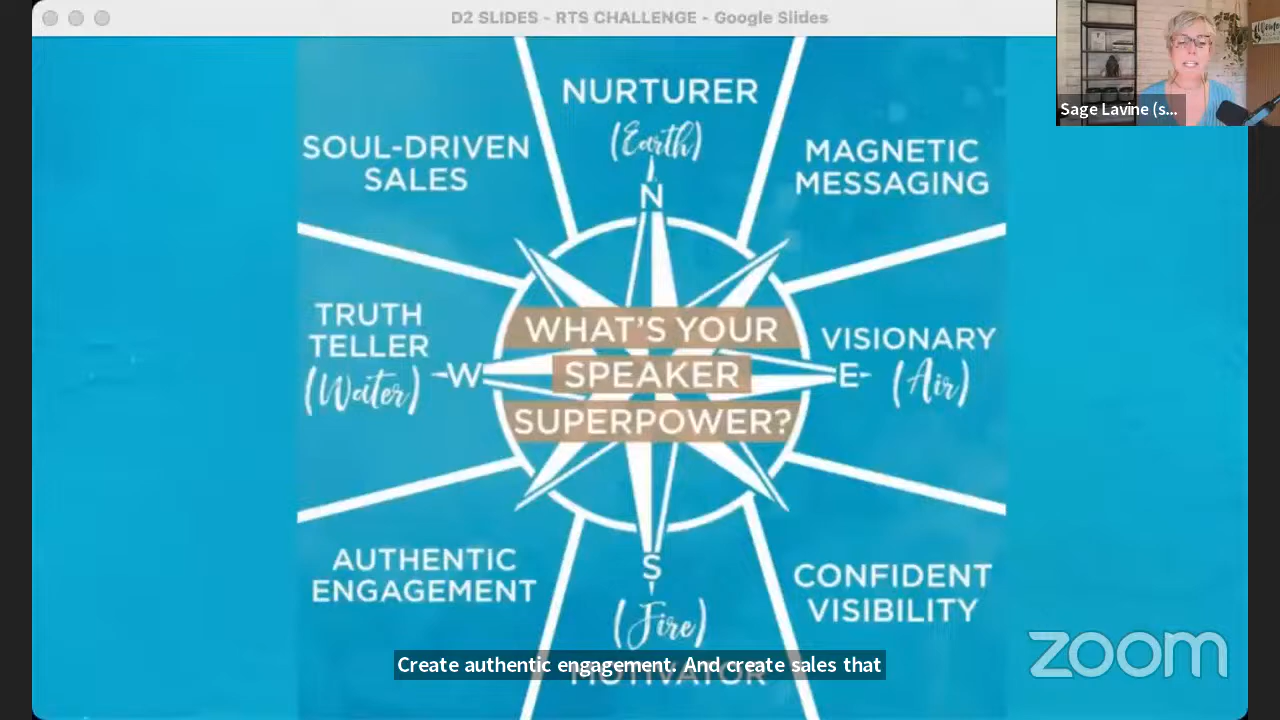 D2 SLIDES - RTS CHALLENGE - Google Slides
Sage Lavine (s...
NURTURER
(Earth)
N
SOUL-DRIVEN
SALES
MAGNETIC
MESSAGING
TRUTH
TELLER
(Water)
W
WHAT'S YOUR
SPEAKER
SUPERPOWER?
VISIONARY
E
(Air)
AUTHENTIC
ENGAGEMENT
S
(Fire)
MOTIVATOR
CONFIDENT
VISIBILITY
Create authentic engagement. And create sales that
zoom